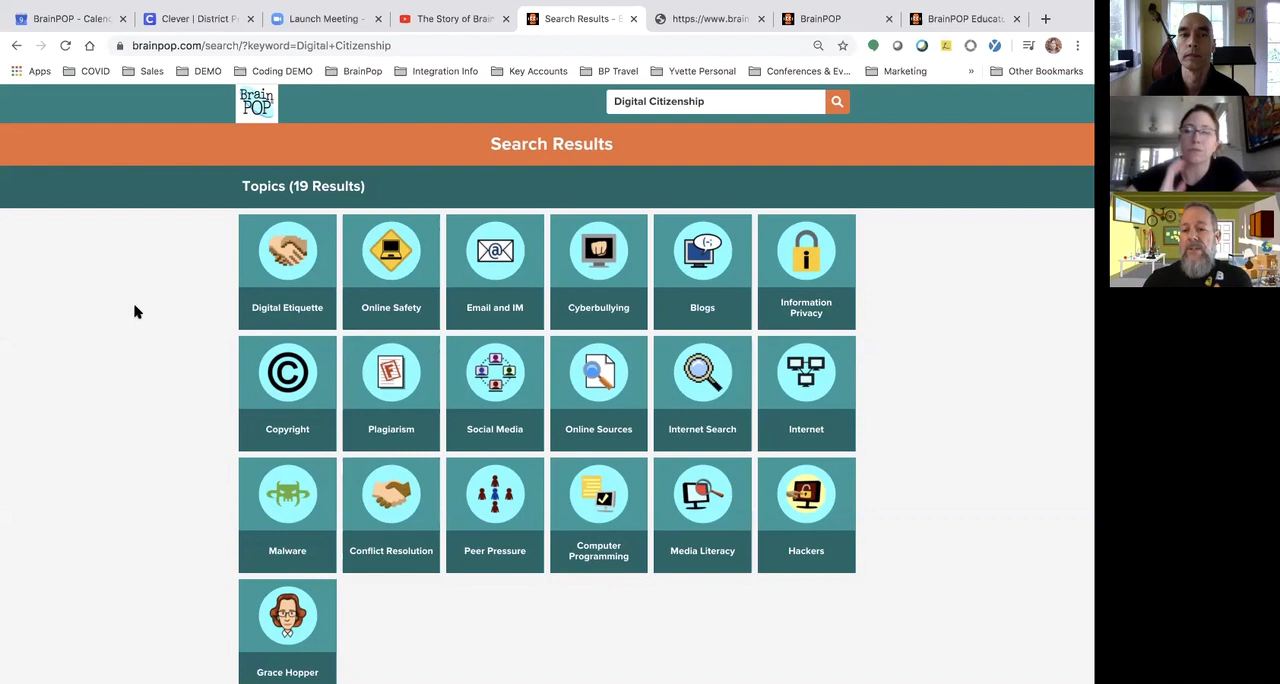 BrainPOP - Calen
Clever | District P
Launch Meeting -
The Story of Brain
Search Results - E
https://www.brain
BrainPOP
BrainPOP Educatu
brainpop.com/search/?keyword=Digital+Citizenship
Apps
COVID
Sales
DEMO
Coding DEMO
BrainPop
Integration Info
Key Accounts
BP Travel
Yvette Personal
Conferences & Ev...
Marketing
»
Other Bookmarks
Brain
POP
Digital Citizenship
Search Results
Topics (19 Results)
Digital Etiquette
Online Safety
Email and IM
Cyberbullying
Blogs
Information
Privacy
Copyright
Plagiarism
Social Media
Online Sources
Internet Search
Internet
Malware
Conflict Resolution
Peer Pressure
Computer
Programming
Media Literacy
Hackers
Grace Hopper